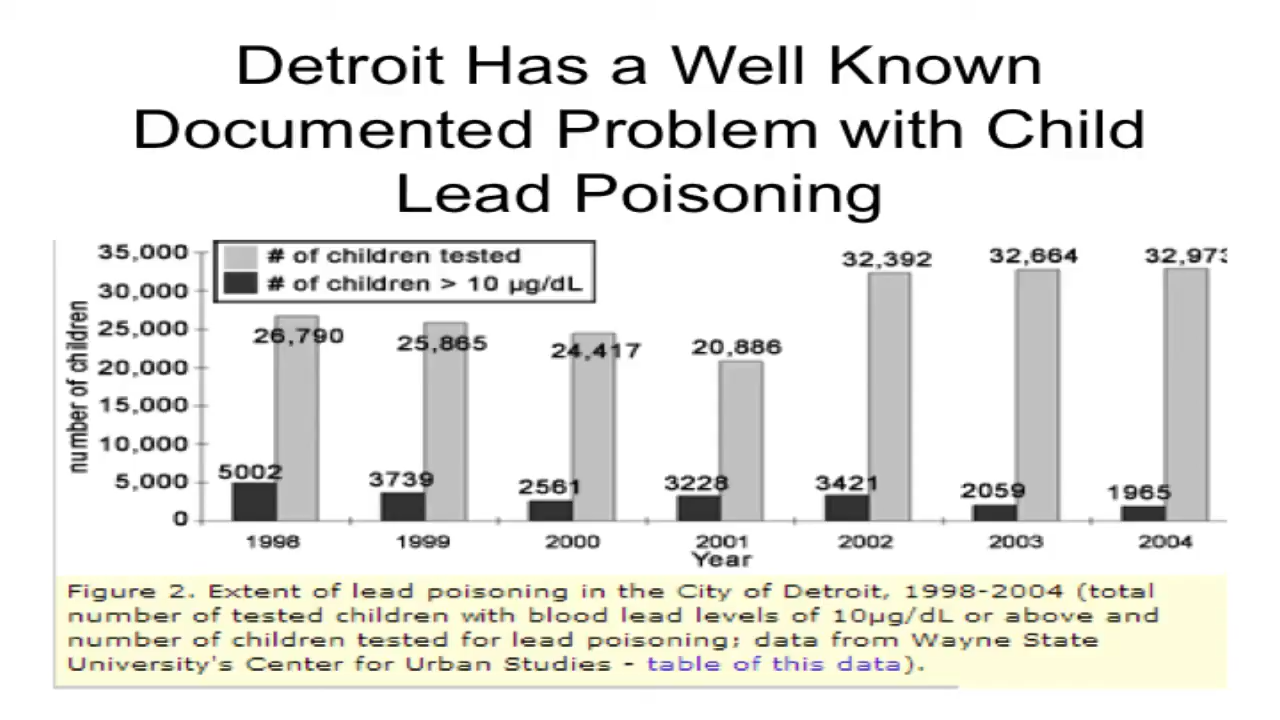 Detroit Has a Well Known
Documented Problem with Child
Lead Poisoning
35,000
30,000
25,000
20,000
15,000
10,000
5,000
0
number of children
# of children tested
# of children > 10 µg/dL
5002
26,790
3739
25,865
2561
24,417
3228
20,886
3421
32,392
2059
32,664
1965
32,973
1998
1999
2000
2001
2002
2003
2004
Year
Figure 2. Extent of lead poisoning in the City of Detroit, 1998-2004 (total
number of tested children with blood lead levels of 10µg/dL or above and
number of children tested for lead poisoning; data from Wayne State
University's Center for Urban Studies - table of this data).